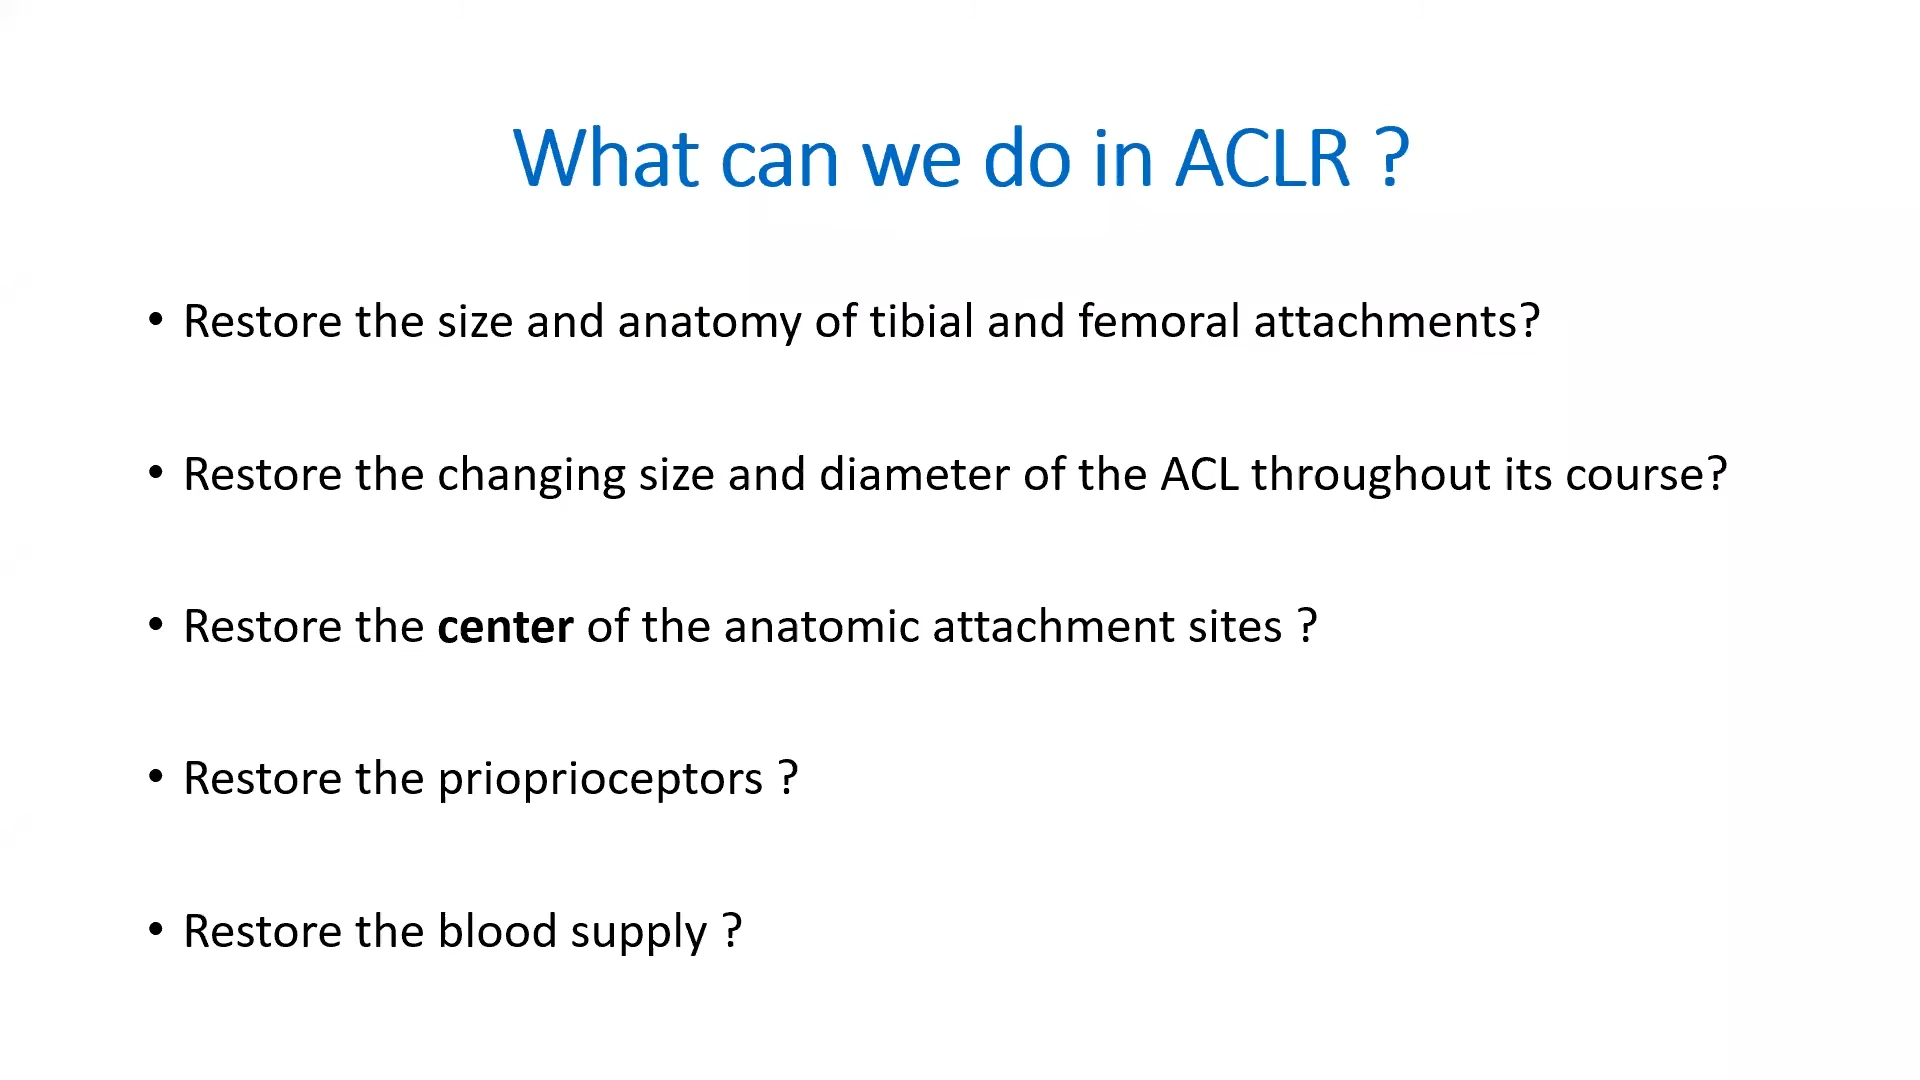 What can we do in ACLR ?
• Restore the size and anatomy of tibial and femoral attachments?
• Restore the changing size and diameter of the ACL throughout its course?
• Restore the center of the anatomic attachment sites ?
• Restore the prioprioceptors ?
• Restore the blood supply ?